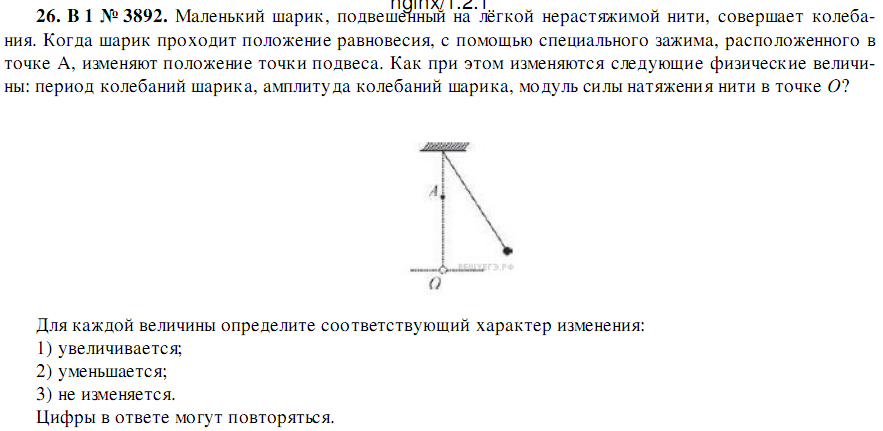 nginx/1.2.1
26. В 1 № 3892. Маленький шарик, подвешенный на лёгкой нерастяжимой нити, совершает колеба-
ния. Когда шарик проходит положение равновесия, с помощью специального зажима, расположенного в
точке А, изменяют положение точки подвеса. Как при этом изменяются следующие физические величи-
ны: период колебаний шарика, амплитуда колебаний шарика, модуль силы натяжения нити в точке O?
A
РЕШУЕГЭ.РФ
O
Для каждой величины определите соответствующий характер изменения:
1) увеличивается;
2) уменьшается;
3) не изменяется.
Цифры в ответе могут повторяться.